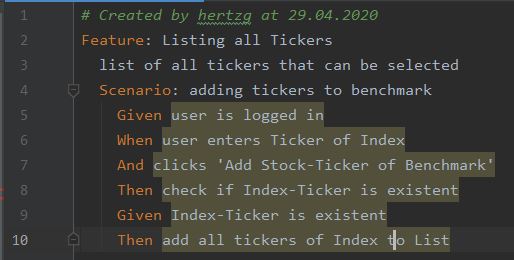 1 # Created by hertzg at 29.04.2020
2 Feature: Listing all Tickers
3 list of all tickers that can be selected
4 Scenario: adding tickers to benchmark
5 Given user is logged in
6 When user enters Ticker of Index
7 And clicks 'Add Stock-Ticker of Benchmark'
8 Then check if Index-Ticker is existent
9 Given Index-Ticker is existent
10 Then add all tickers of Index to List